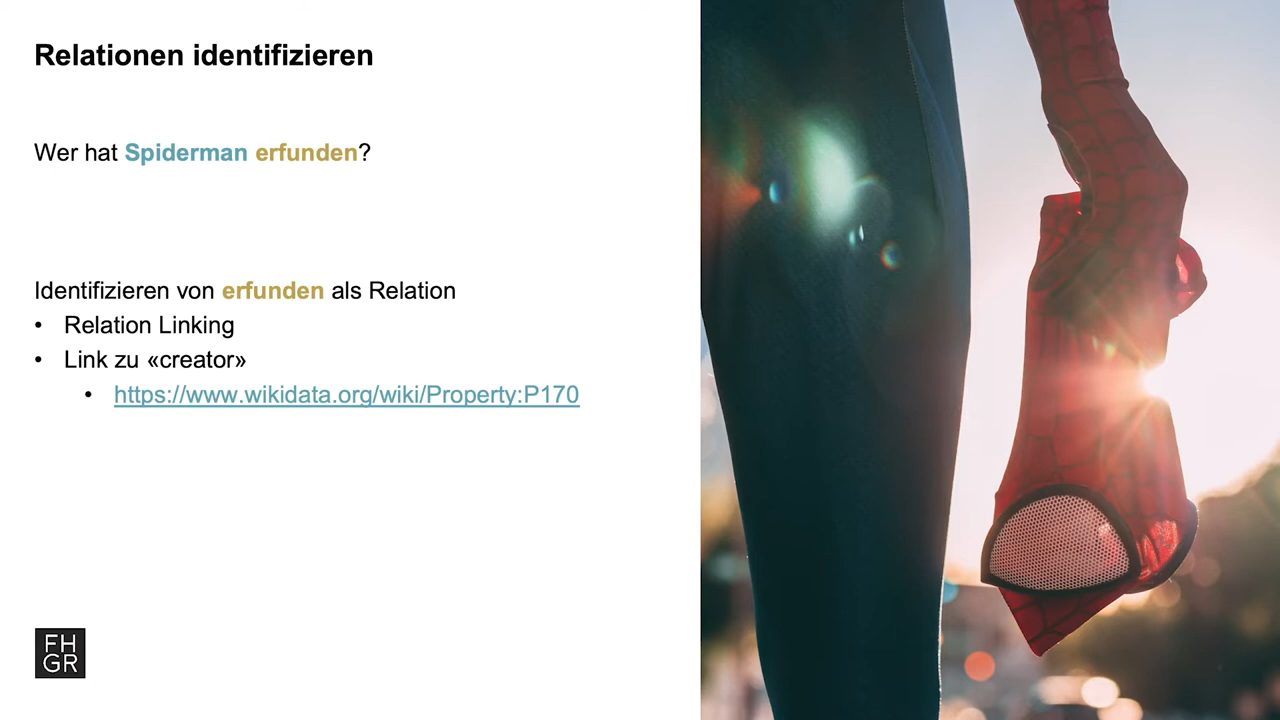 Relationen identifizieren
Wer hat Spiderman erfunden?
Identifizieren von erfunden als Relation
• Relation Linking
• Link zu «creator»
• https://www.wikidata.org/wiki/Property:P170
FH
GR